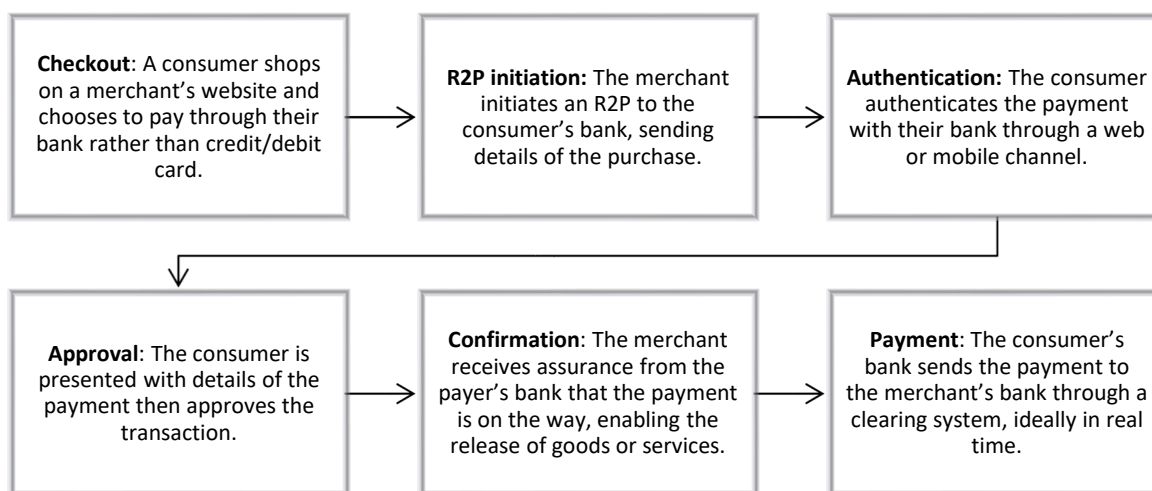 Checkout: A consumer shops
on a merchant’s website and
chooses to pay through their
bank rather than credit/debit
card.
R2P initiation: The merchant
initiates an R2P to the
consumer’s bank, sending
details of the purchase.
Authentication: The consumer
authenticates the payment
with their bank through a web
or mobile channel.
Approval: The consumer is
presented with details of the
payment then approves the
transaction.
Confirmation: The merchant
receives assurance from the
payer’s bank that the payment
is on the way, enabling the
release of goods or services.
Payment: The consumer’s
bank sends the payment to
the merchant’s bank through a
clearing system, ideally in real
time.